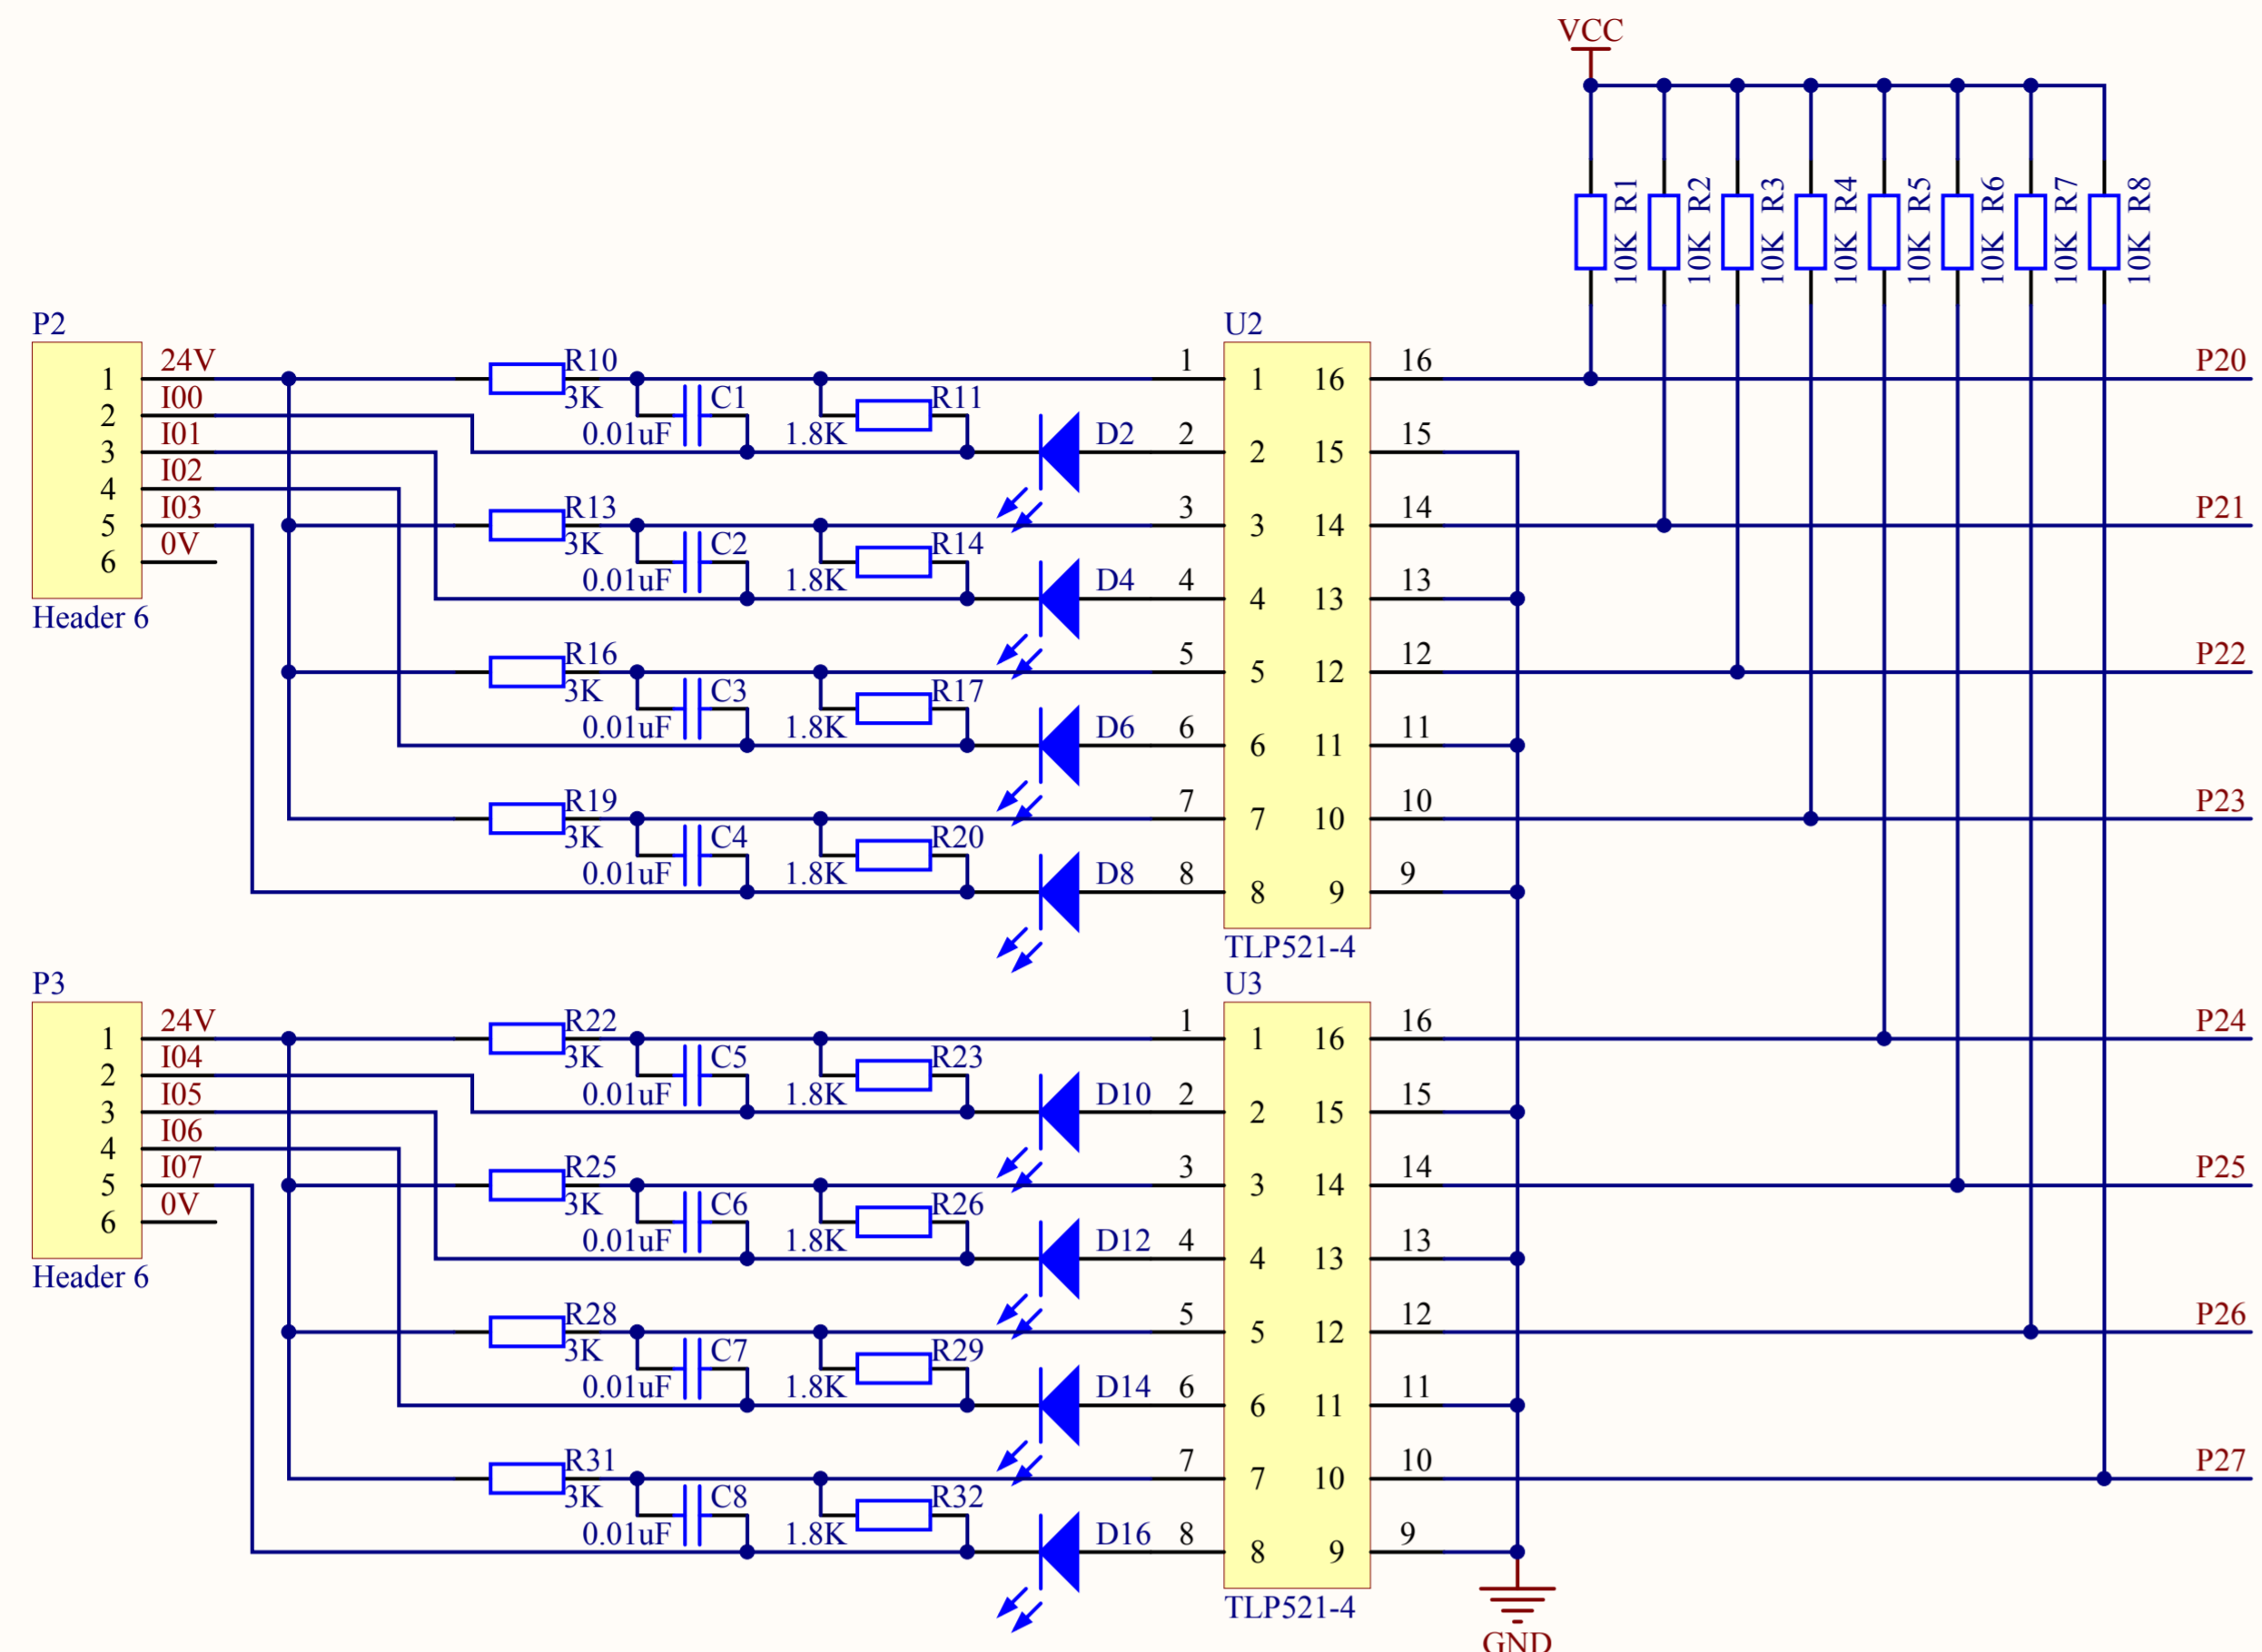 VCC
10K R1
10K R2
10K R3
10K R4
10K R5
10K R6
10K R7
10K R8
P2
1 24V
2 I00
3 I01
4 I02
5 I03
6 0V
Header 6
R10
3K
C1
0.01uF
R11
1.8K
D2
R13
3K
C2
0.01uF
R14
1.8K
D4
R16
3K
C3
0.01uF
R17
1.8K
D6
R19
3K
C4
0.01uF
R20
1.8K
D8
U2
1 1 16 16 P20
2 2 15 15
3 3 14 14 P21
4 4 13 13
5 5 12 12 P22
6 6 11 11
7 7 10 10 P23
8 8 9 9
TLP521-4
P3
1 24V
2 I04
3 I05
4 I06
5 I07
6 0V
Header 6
R22
3K
C5
0.01uF
R23
1.8K
D10
R25
3K
C6
0.01uF
R26
1.8K
D12
R28
3K
C7
0.01uF
R29
1.8K
D14
R31
3K
C8
0.01uF
R32
1.8K
D16
U3
1 1 16 16 P24
2 2 15 15
3 3 14 14 P25
4 4 13 13
5 5 12 12 P26
6 6 11 11
7 7 10 10 P27
8 8 9 9
TLP521-4
GND